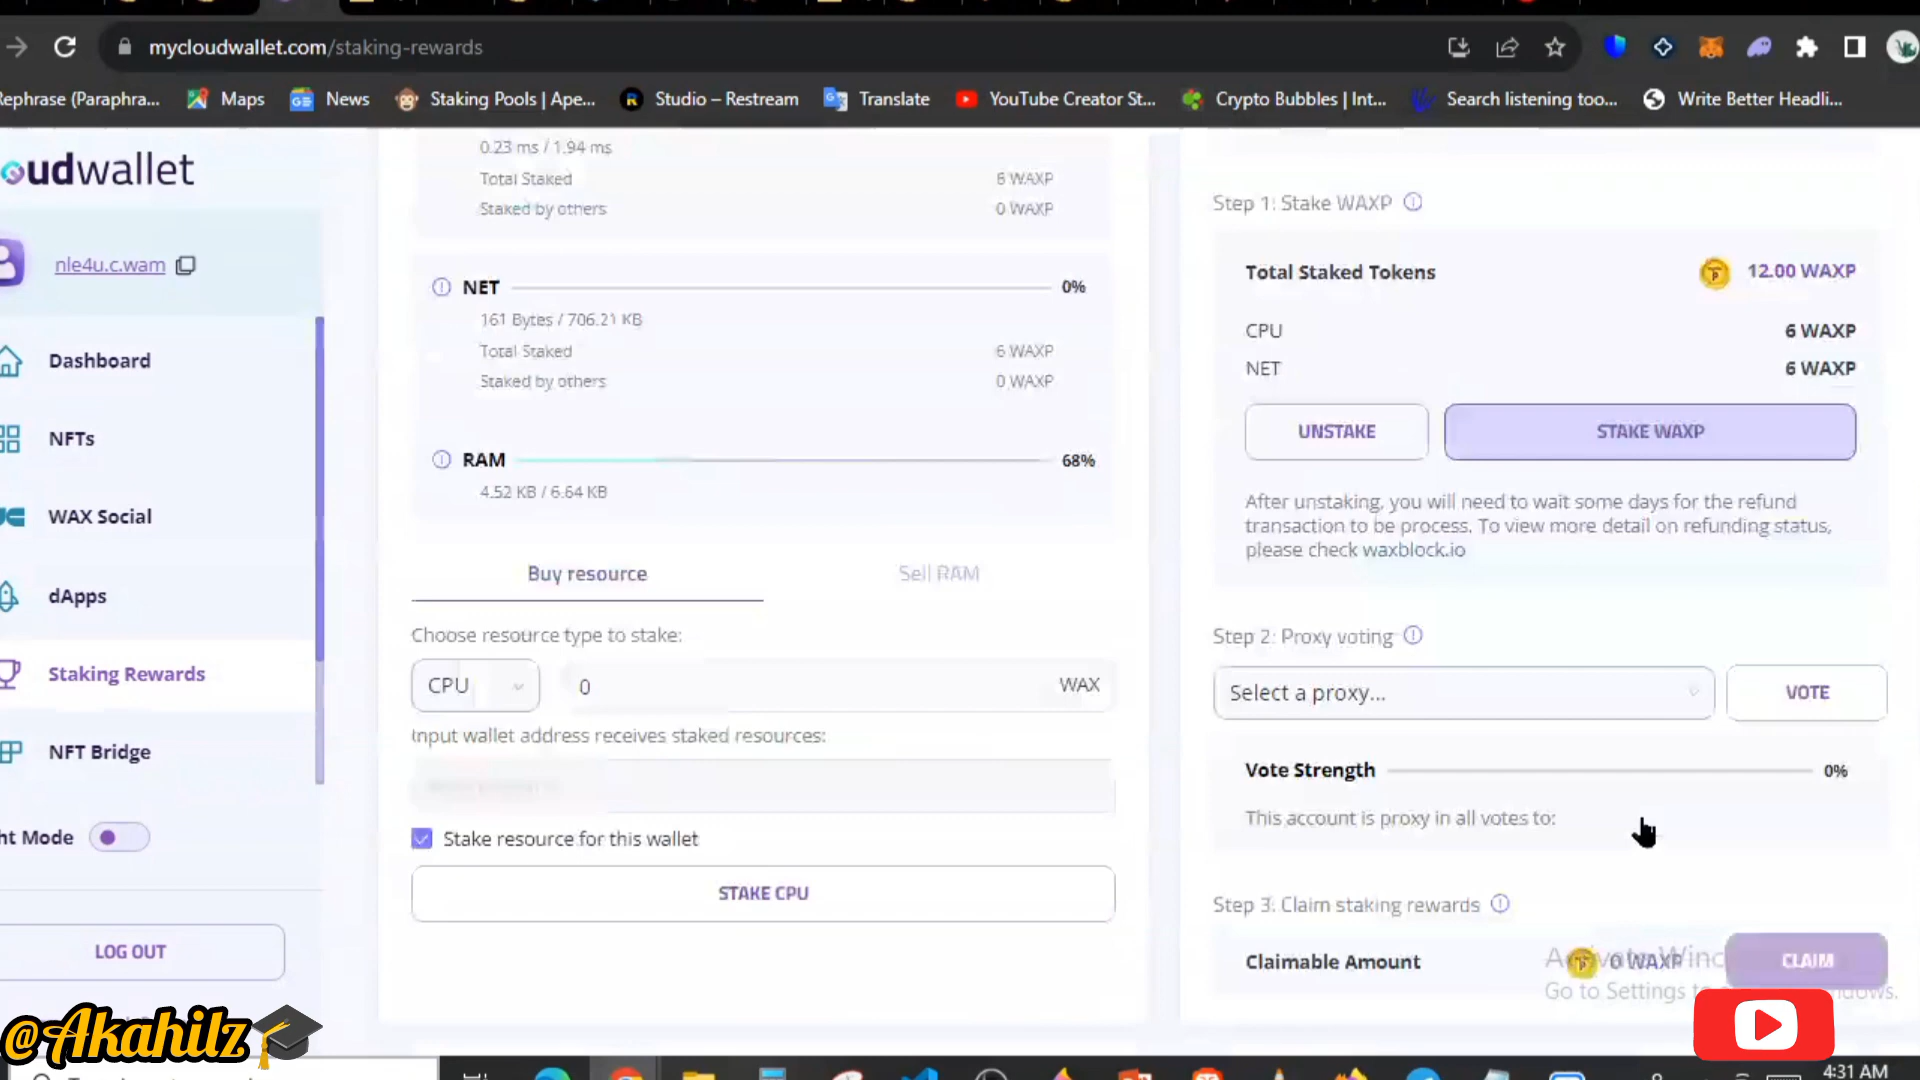 mycloudwallet.com/staking-rewards
Rephrase (Paraphra...
Maps
News
Staking Pools | Ape...
Studio – Restream
Translate
YouTube Creator St...
Crypto Bubbles | Int...
Search listening too...
Write Better Headli...
oudwallet
nle4u.c.wam
Dashboard
NFTs
WAX Social
dApps
Staking Rewards
NFT Bridge
ht Mode
LOG OUT
0.23 ms / 1.94 ms
Total Staked 6 WAXP
Staked by others 0 WAXP
NET 0%
161 Bytes / 706.21 KB
Total Staked 6 WAXP
Staked by others 0 WAXP
RAM 68%
4.52 KB / 6.64 KB
Buy resource Sell RAM
Choose resource type to stake:
CPU 0 WAX
Input wallet address receives staked resources:
Stake resource for this wallet
STAKE CPU
Step 1: Stake WAXP
Total Staked Tokens 12.00 WAXP
CPU 6 WAXP
NET 6 WAXP
UNSTAKE STAKE WAXP
After unstaking, you will need to wait some days for the refund
transaction to be process. To view more detail on refunding status,
please check waxblock.io
Step 2: Proxy voting
Select a proxy... VOTE
Vote Strength 0%
This account is proxy in all votes to:
Step 3: Claim staking rewards
Claimable Amount 0 WAXP CLAIM
Go to Settings t
dows.
@Akahilz
4:31 AM